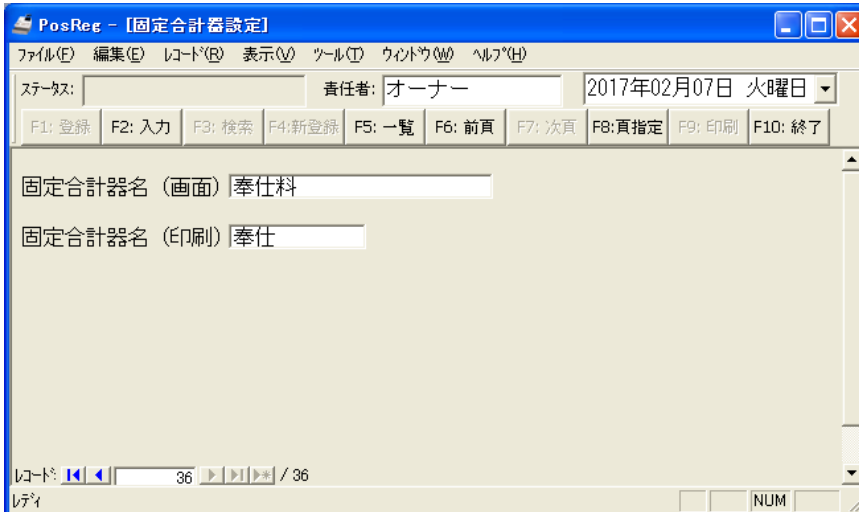 PosReg - [固定合計器設定]
ファイル(F) 編集(E) レコード(R) 表示(V) ツール(T) ウィンドウ(W) ヘルプ(H)
ステータス: 責任者: オーナー 2017年02月07日 火曜日
F1: 登録 F2: 入力 F3: 検索 F4:新登録 F5: 一覧 F6: 前頁 F7: 次頁 F8:頁指定 F9: 印刷 F10: 終了
固定合計器名 (画面) 奉仕料
固定合計器名 (印刷) 奉仕
レコード: 36 / 36
レディ NUM